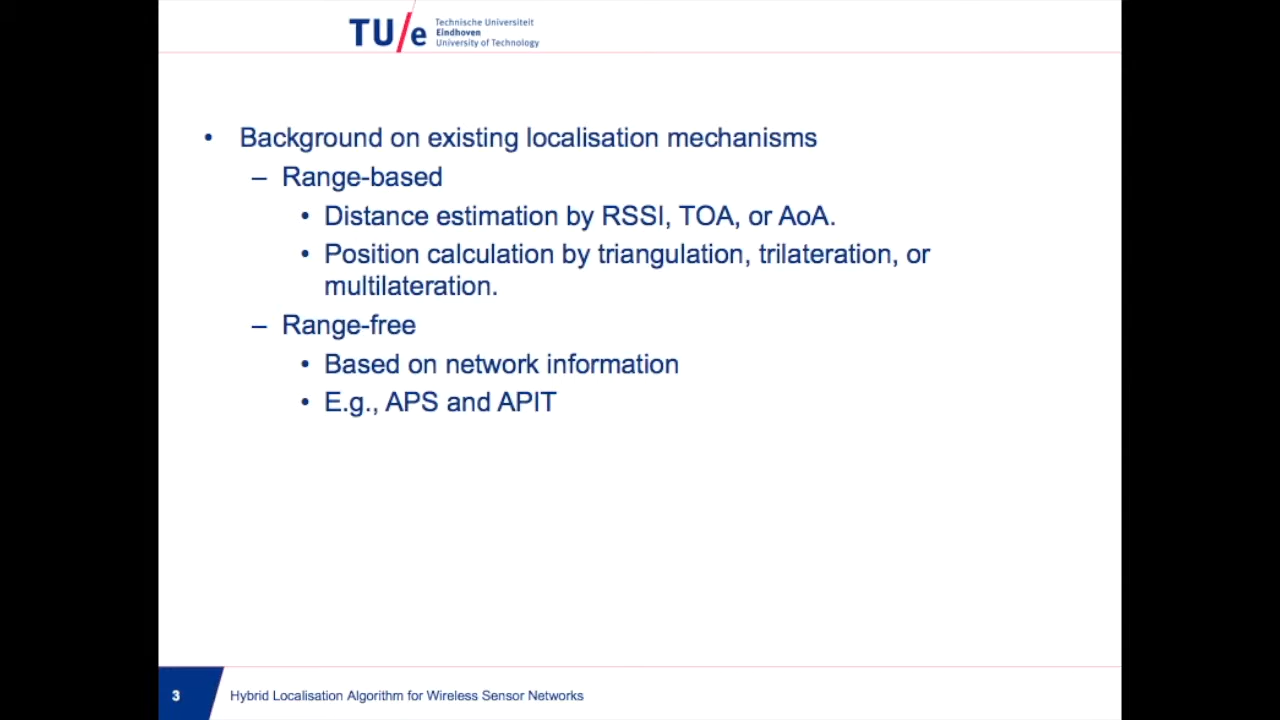 TU/e
Technische Universiteit
Eindhoven
University of Technology
• Background on existing localisation mechanisms
– Range-based
• Distance estimation by RSSI, TOA, or AoA.
• Position calculation by triangulation, trilateration, or
multilateration.
– Range-free
• Based on network information
• E.g., APS and APIT
3
Hybrid Localisation Algorithm for Wireless Sensor Networks